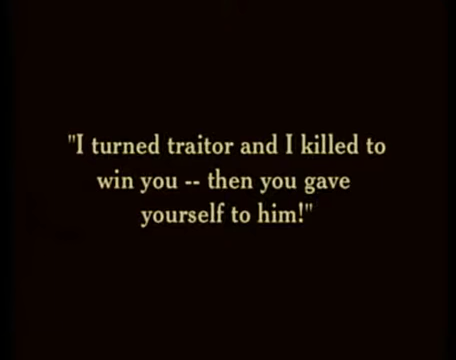 "I turned traitor and I killed to
win you -- then you gave
yourself to him!"